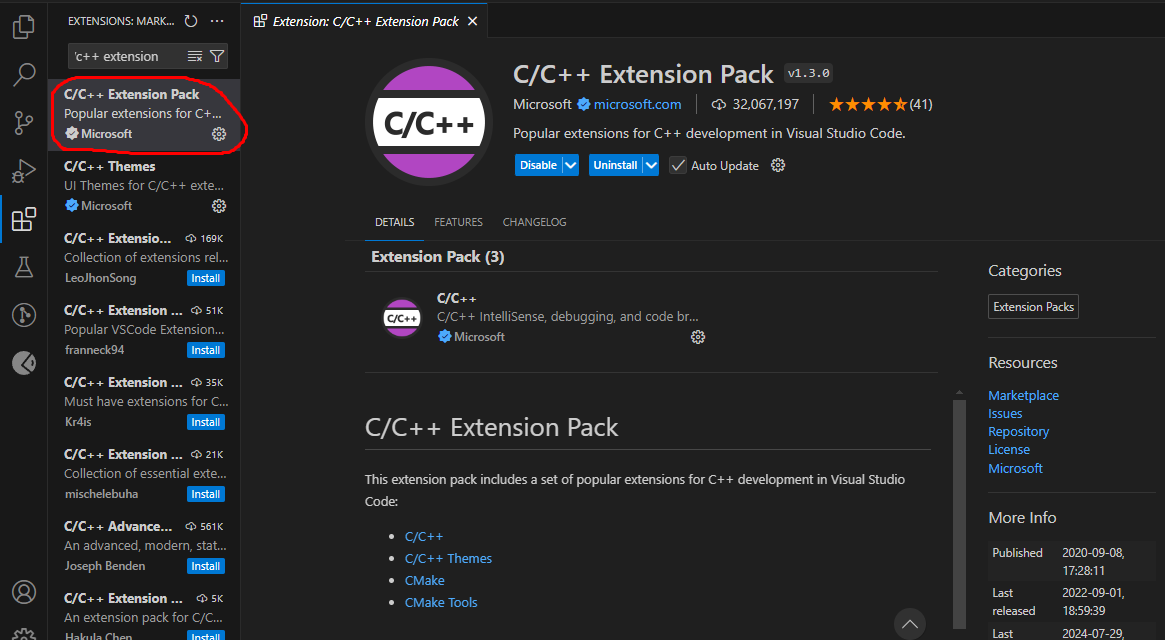 EXTENSIONS: MARK...
'c++ extension
C/C++ Extension Pack
Popular extensions for C+...
Microsoft
C/C++ Themes
UI Themes for C/C++ exte...
Microsoft
C/C++ Extensio... 169K
Collection of extensions rel...
LeoJhonSong Install
C/C++ Extension ... 51K
Popular VSCode Extension...
franneck94 Install
C/C++ Extension ... 35K
Must have extensions for C...
Kr4is Install
C/C++ Extension ... 21K
Collection of essential exte...
mischelebuha Install
C/C++ Advance... 561K
An advanced, modern, stat...
Joseph Benden Install
C/C++ Extension ... 5K
An extension pack for C/C...
Hakula Chen Install
Extension: C/C++ Extension Pack
C/C++
C/C++ Extension Pack v1.3.0
Microsoft microsoft.com 32,067,197 (41)
Popular extensions for C++ development in Visual Studio Code.
Disable Uninstall Auto Update
DETAILS FEATURES CHANGELOG
Extension Pack (3)
C/C++
C/C++
C/C++ IntelliSense, debugging, and code br...
Microsoft
C/C++ Extension Pack
This extension pack includes a set of popular extensions for C++ development in Visual Studio
Code:
C/C++
C/C++ Themes
CMake
CMake Tools
Categories
Extension Packs
Resources
Marketplace
Issues
Repository
License
Microsoft
More Info
Published 2020-09-08,
17:28:11
Last 2022-09-01,
released 18:59:39
Last 2024-07-29,